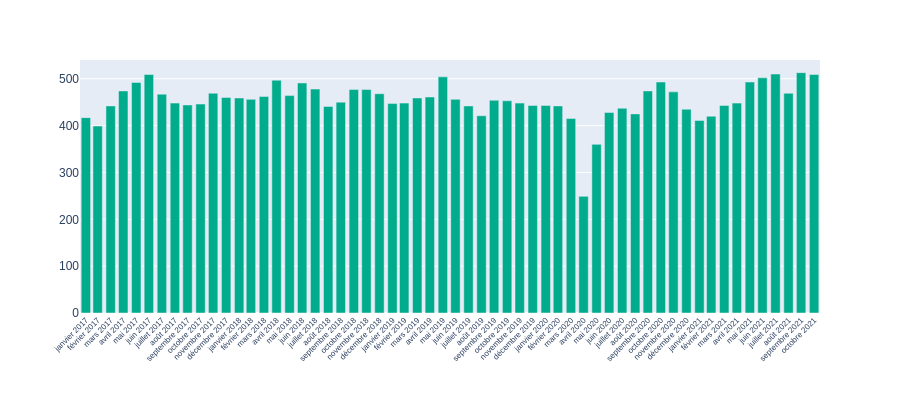 500
400
300
200
100
0
janvier 2017
février 2017
mars 2017
avril 2017
mai 2017
juin 2017
juillet 2017
août 2017
septembre 2017
octobre 2017
novembre 2017
décembre 2017
janvier 2018
février 2018
mars 2018
avril 2018
mai 2018
juin 2018
juillet 2018
août 2018
septembre 2018
octobre 2018
novembre 2018
décembre 2018
janvier 2019
février 2019
mars 2019
avril 2019
mai 2019
juin 2019
juillet 2019
août 2019
septembre 2019
octobre 2019
novembre 2019
décembre 2019
janvier 2020
février 2020
mars 2020
avril 2020
mai 2020
juin 2020
juillet 2020
août 2020
septembre 2020
octobre 2020
novembre 2020
décembre 2020
janvier 2021
février 2021
mars 2021
avril 2021
mai 2021
juin 2021
juillet 2021
août 2021
septembre 2021
octobre 2021